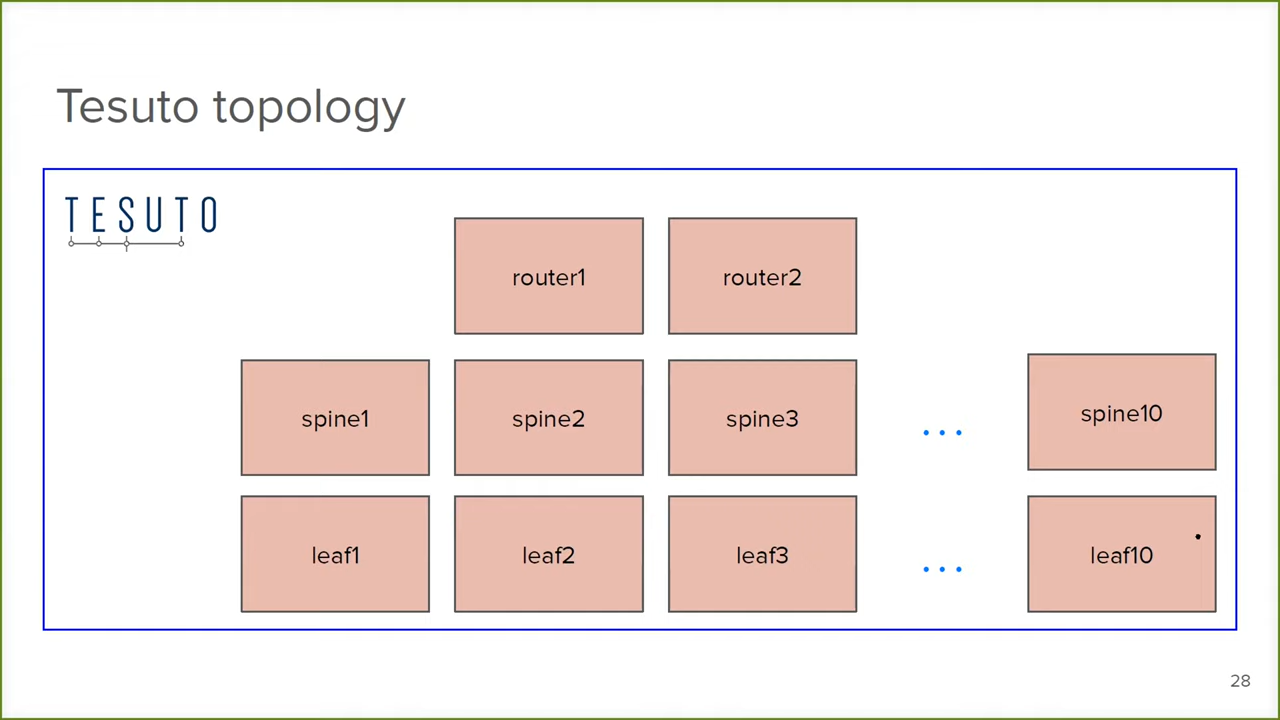 Tesuto topology
TESUTO
router1 router2
spine1 spine2 spine3 ... spine10
leaf1 leaf2 leaf3 ... leaf10
28